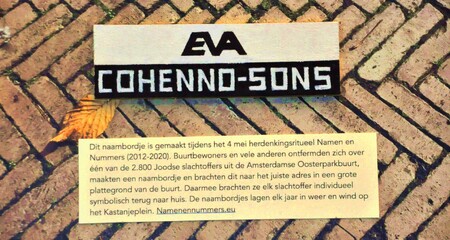 EVA
COHENNO-SONS
Dit naambordje is gemaakt tijdens het 4 mei herdenkingsritueel Namen en
Nummers (2012-2020). Buurtbewoners en vele anderen ontfermden zich over
één van de 2.800 Joodse slachtoffers uit de Amsterdamse Oosterparkbuurt,
maakten een naambordje en brachten dit naar het juiste adres in een grote
plattegrond van de buurt. Daarmee brachten ze elk slachtoffer individueel
symbolisch terug naar huis. De naambordjes lagen elk jaar in weer en wind op
het Kastanjeplein. Namenennummers.eu